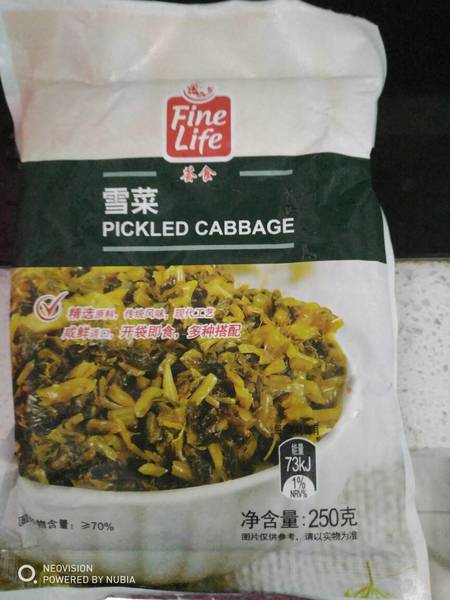 Fine
Life
餐食
雪菜
PICKLED CABBAGE
精选原料，传统风味，现代工艺
咸鲜适口，开袋即食，多种搭配
能量
73kJ
1%
NRV%
物含量：≥70%
净含量：250克
图片仅供参考，请以实物为准
NEOVISION
POWERED BY NUBIA